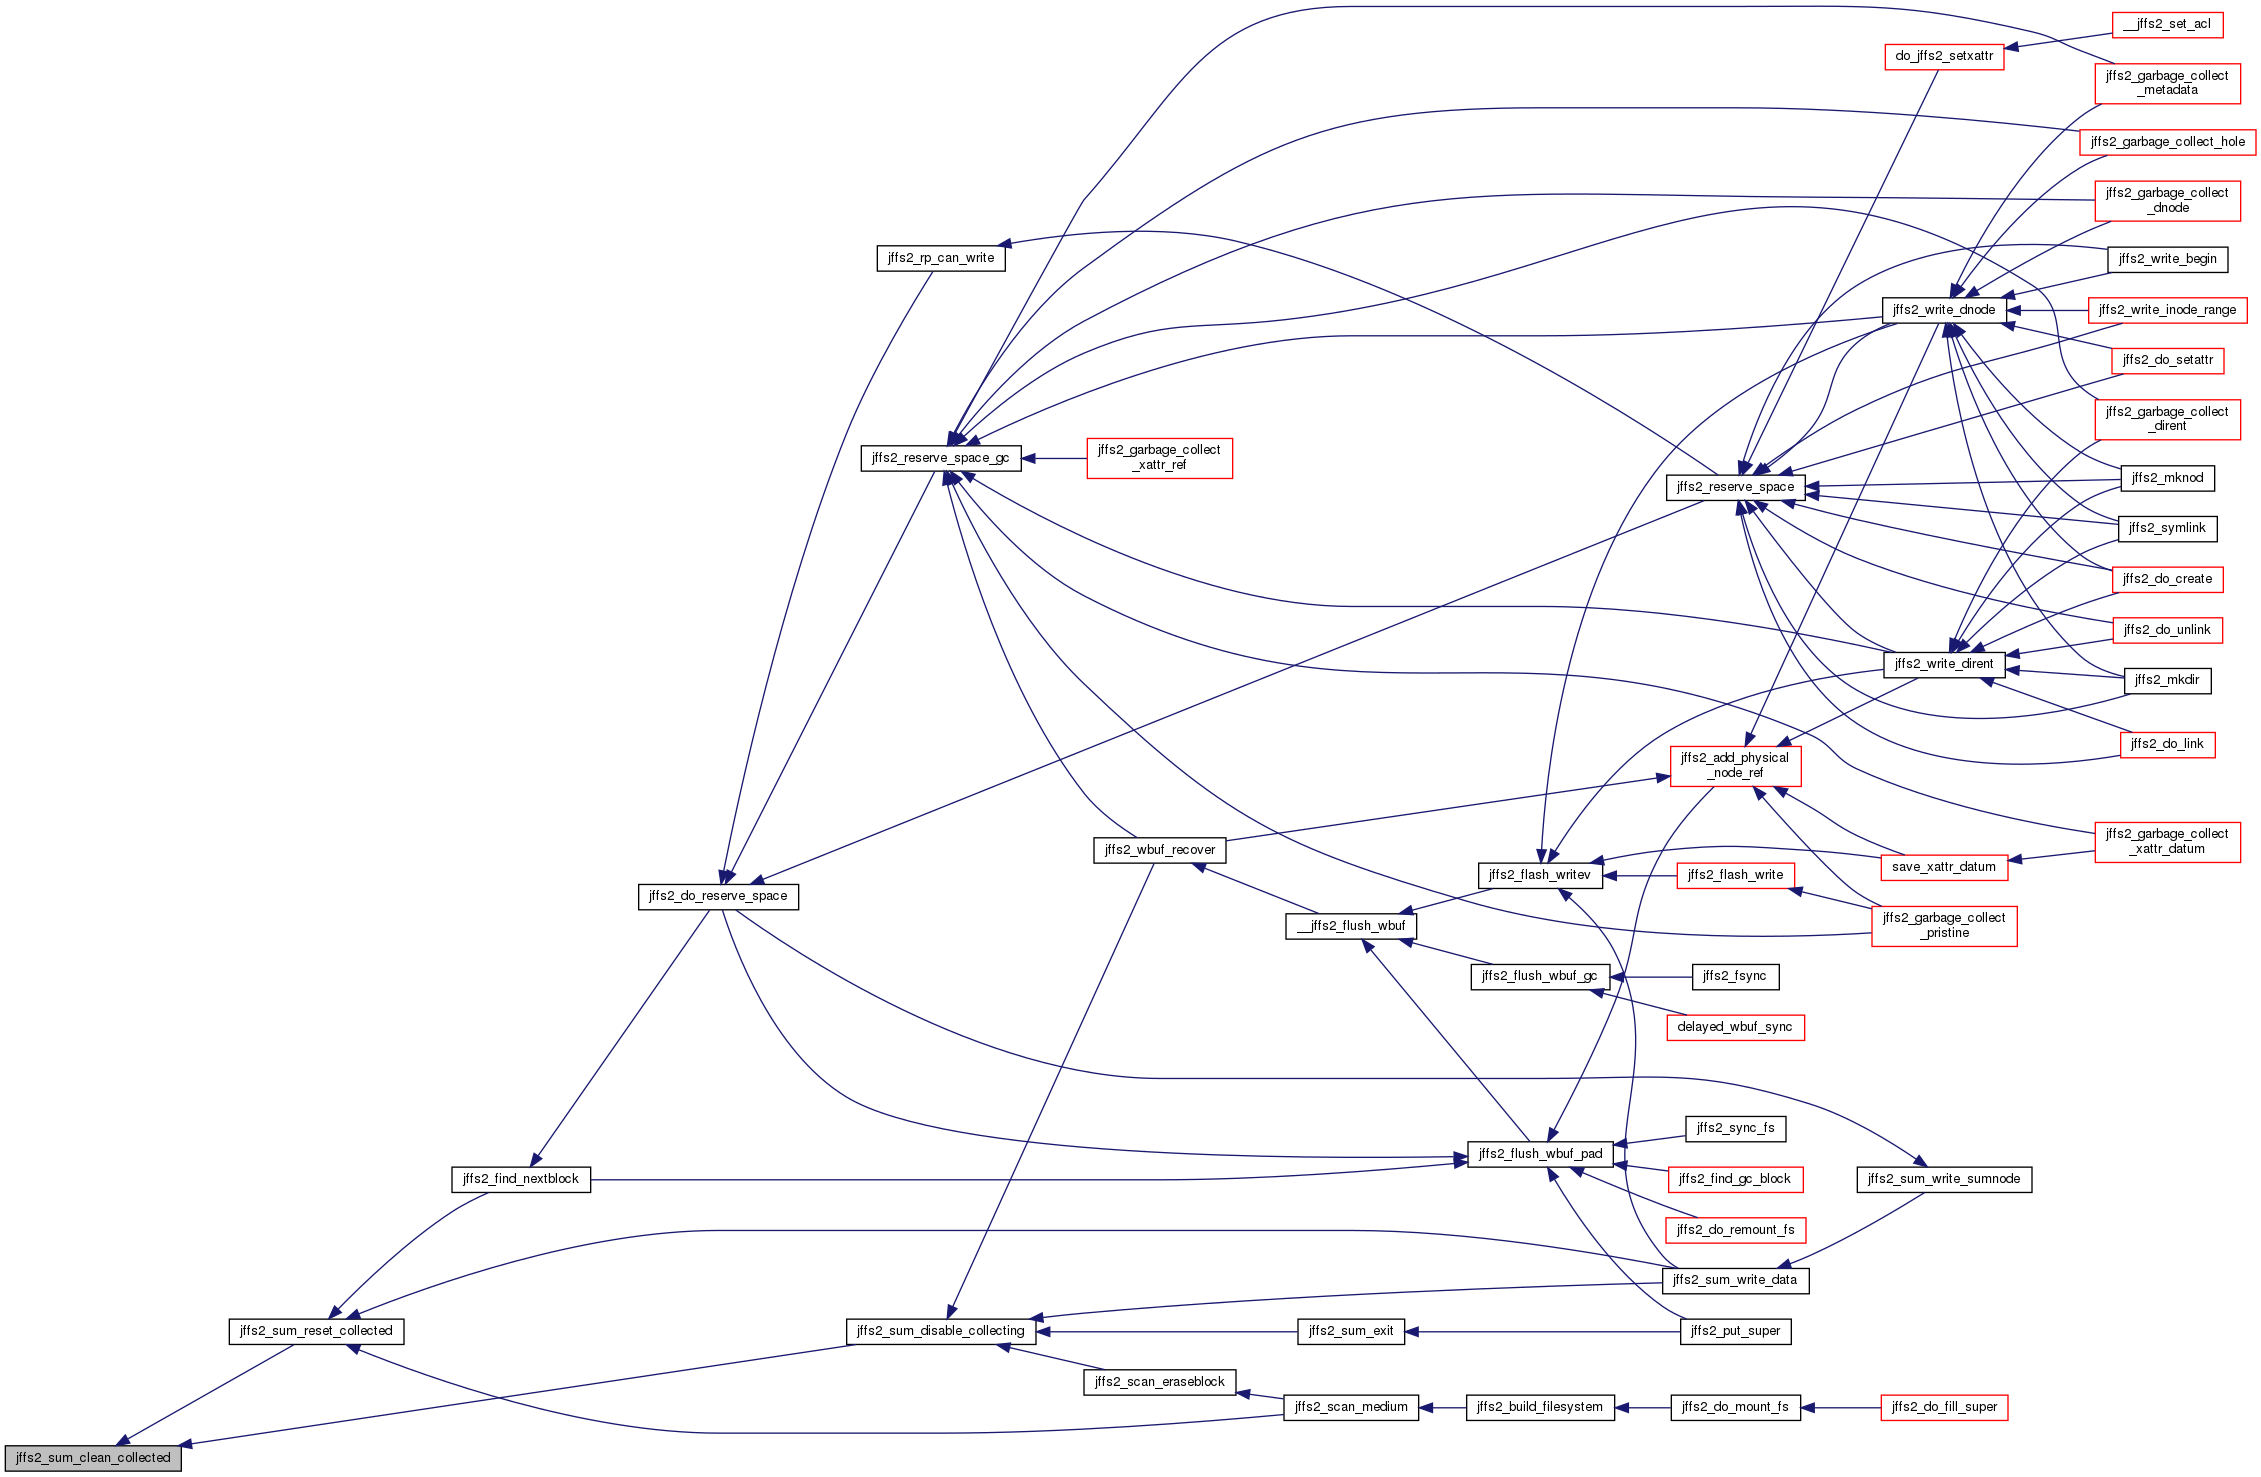 __jffs2_set_acl
do_jffs2_setxattr
jffs2_garbage_collect
_metadata
jffs2_garbage_collect_hole
jffs2_garbage_collect
_dnode
jffs2_rp_can_write
jffs2_write_begin
jffs2_write_dnode
jffs2_write_inode_range
jffs2_do_setattr
jffs2_garbage_collect
_dirent
jffs2_reserve_space_gc
jffs2_garbage_collect
_xattr_ref
jffs2_reserve_space
jffs2_mknod
jffs2_symlink
jffs2_do_create
jffs2_do_unlink
jffs2_write_dirent
jffs2_mkdir
jffs2_do_link
jffs2_add_physical
_node_ref
jffs2_garbage_collect
_xattr_datum
jffs2_wbuf_recover
save_xattr_datum
jffs2_flash_writev
jffs2_flash_write
jffs2_do_reserve_space
jffs2_garbage_collect
_pristine
__jffs2_flush_wbuf
jffs2_flush_wbuf_gc
jffs2_fsync
delayed_wbuf_sync
jffs2_sync_fs
jffs2_flush_wbuf_pad
jffs2_find_nextblock
jffs2_find_gc_block
jffs2_sum_write_sumnode
jffs2_do_remount_fs
jffs2_sum_write_data
jffs2_sum_reset_collected
jffs2_sum_disable_collecting
jffs2_sum_exit
jffs2_put_super
jffs2_scan_eraseblock
jffs2_scan_medium
jffs2_build_filesystem
jffs2_do_mount_fs
jffs2_do_fill_super
jffs2_sum_clean_collected